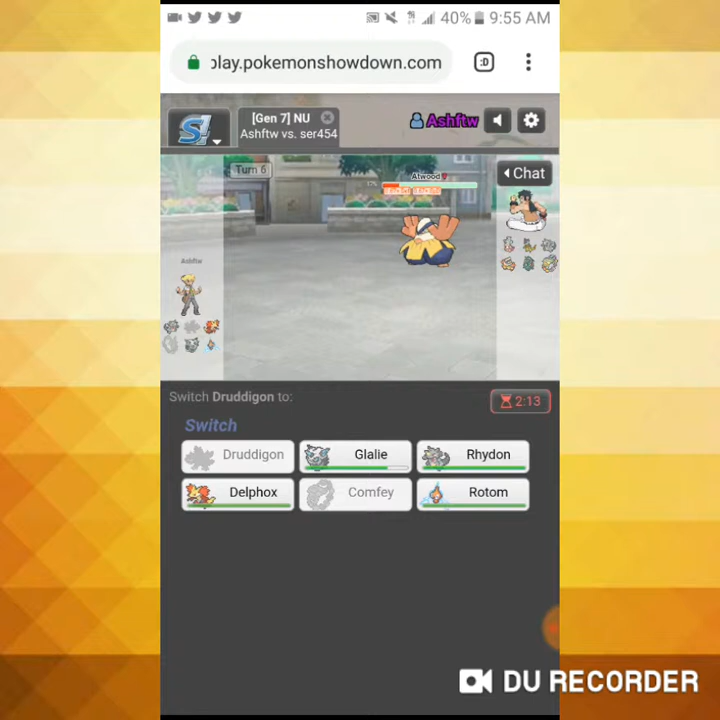 40% 9:55 AM
:D
play.pokemonshowdown.com
[Gen 7] NU
Ashftw vs. ser454
Ashftw
Turn 6
Atwood
Chat
17%
Ashftw
Switch Druddigon to:
2:13
Switch
Druddigon
Glalie
Rhydon
Delphox
Comfey
Rotom
DU RECORDER